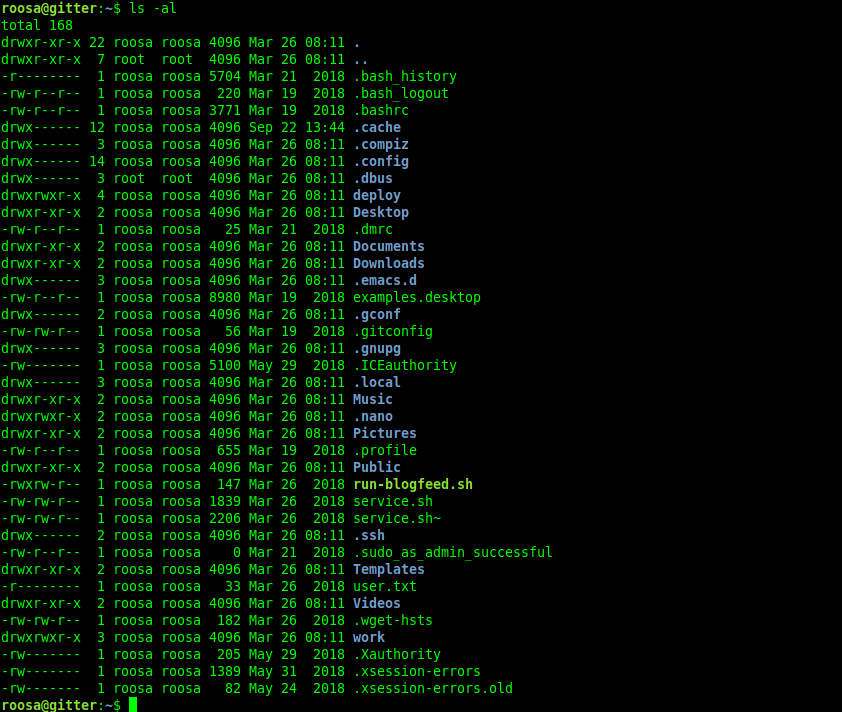 roosa@gitter:~$ ls -al
total 168
drwxr-xr-x 22 roosa roosa 4096 Mar 26 08:11 .
drwxr-xr-x  7 root  root  4096 Mar 26 08:11 ..
-r--------  1 roosa roosa 5704 Mar 21  2018 .bash_history
-rw-r--r--  1 roosa roosa  220 Mar 19  2018 .bash_logout
-rw-r--r--  1 roosa roosa 3771 Mar 19  2018 .bashrc
drwx------ 12 roosa roosa 4096 Sep 22 13:44 .cache
drwx------  3 roosa roosa 4096 Mar 26 08:11 .compiz
drwx------ 14 roosa roosa 4096 Mar 26 08:11 .config
drwx------  3 root  root  4096 Mar 26 08:11 .dbus
drwxrwxr-x  4 roosa roosa 4096 Mar 26 08:11 deploy
drwxr-xr-x  2 roosa roosa 4096 Mar 26 08:11 Desktop
-rw-r--r--  1 roosa roosa   25 Mar 21  2018 .dmrc
drwxr-xr-x  2 roosa roosa 4096 Mar 26 08:11 Documents
drwxr-xr-x  2 roosa roosa 4096 Mar 26 08:11 Downloads
drwx------  3 roosa roosa 4096 Mar 26 08:11 .emacs.d
-rw-r--r--  1 roosa roosa 8980 Mar 19  2018 examples.desktop
drwx------  2 roosa roosa 4096 Mar 26 08:11 .gconf
-rw-rw-r--  1 roosa roosa   56 Mar 19  2018 .gitconfig
drwx------  3 roosa roosa 4096 Mar 26 08:11 .gnupg
-rw-------  1 roosa roosa 5100 May 29  2018 .ICEauthority
drwx------  3 roosa roosa 4096 Mar 26 08:11 .local
drwxr-xr-x  2 roosa roosa 4096 Mar 26 08:11 Music
drwxrwxr-x  2 roosa roosa 4096 Mar 26 08:11 .nano
drwxr-xr-x  2 roosa roosa 4096 Mar 26 08:11 Pictures
-rw-r--r--  1 roosa roosa  655 Mar 19  2018 .profile
drwxr-xr-x  2 roosa roosa 4096 Mar 26 08:11 Public
-rwxrw-r--  1 roosa roosa  147 Mar 26  2018 run-blogfeed.sh
-rw-rw-r--  1 roosa roosa 1839 Mar 26  2018 service.sh
-rw-rw-r--  1 roosa roosa 2206 Mar 26  2018 service.sh~
drwx------  2 roosa roosa 4096 Mar 26 08:11 .ssh
-rw-r--r--  1 roosa roosa    0 Mar 21  2018 .sudo_as_admin_successful
drwxr-xr-x  2 roosa roosa 4096 Mar 26 08:11 Templates
-r--------  1 roosa roosa   33 Mar 26  2018 user.txt
drwxr-xr-x  2 roosa roosa 4096 Mar 26 08:11 Videos
-rw-rw-r--  1 roosa roosa  182 Mar 26  2018 .wget-hsts
drwxrwxr-x  3 roosa roosa 4096 Mar 26 08:11 work
-rw-------  1 roosa roosa  205 May 29  2018 .Xauthority
-rw-------  1 roosa roosa 1389 May 31  2018 .xsession-errors
-rw-------  1 roosa roosa   82 May 24  2018 .xsession-errors.old
roosa@gitter:~$